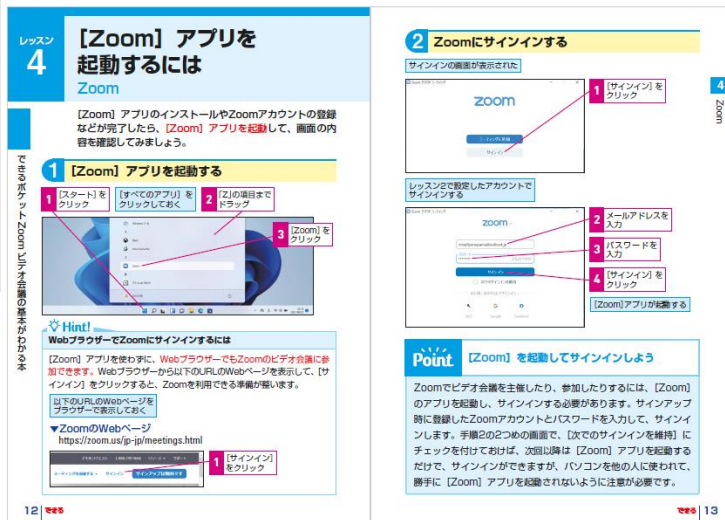 レッスン
4
[Zoom] アプリを
起動するには
Zoom
[Zoom] アプリのインストールやZoomアカウントの登録
などが完了したら、[Zoom] アプリを起動して、画面の内
容を確認してみましょう。
できるポケット Zoom ビデオ会議の基本がわかる本
1 [Zoom] アプリを起動する
1 [スタート] を
クリック
[すべてのアプリ] を
クリックしておく
2 「Z」の項目まで
ドラッグ
3 [Zoom] を
クリック
Hint!
WebブラウザーでZoomにサインインするには
[Zoom] アプリを使わずに、WebブラウザーでもZoomのビデオ会議に参
加できます。Webブラウザーから以下のURLのWebページを表示して、[サ
インイン] をクリックすると、Zoomを利用できる準備が整います。
以下のURLのWebページを
ブラウザーで表示しておく
▼ZoomのWebページ
https://zoom.us/jp-jp/meetings.html
サインイン
1 [サインイン]
をクリック
12 できる
2 Zoomにサインインする
サインインの画面が表示された
zoom
ミーティングに参加
サインイン
1 [サインイン] を
クリック
4
Zoom
レッスン2で設定したアカウントで
サインインする
zoom
サインイン
2 メールアドレスを
入力
3 パスワードを
入力
4 [サインイン] を
クリック
[Zoom]アプリが起動する
Point [Zoom] を起動してサインインしよう
Zoomでビデオ会議を主催したり、参加したりするには、[Zoom]
のアプリを起動し、サインインする必要があります。サインアップ
時に登録したZoomアカウントとパスワードを入力して、サインイ
ンします。手順2の2つめの画面で、[次でのサインインを維持] に
チェックを付けておけば、次回以降は [Zoom] アプリを起動する
だけで、サインインができますが、パソコンを他の人に使われて、
勝手に [Zoom] アプリを起動されないように注意が必要です。
できる 13